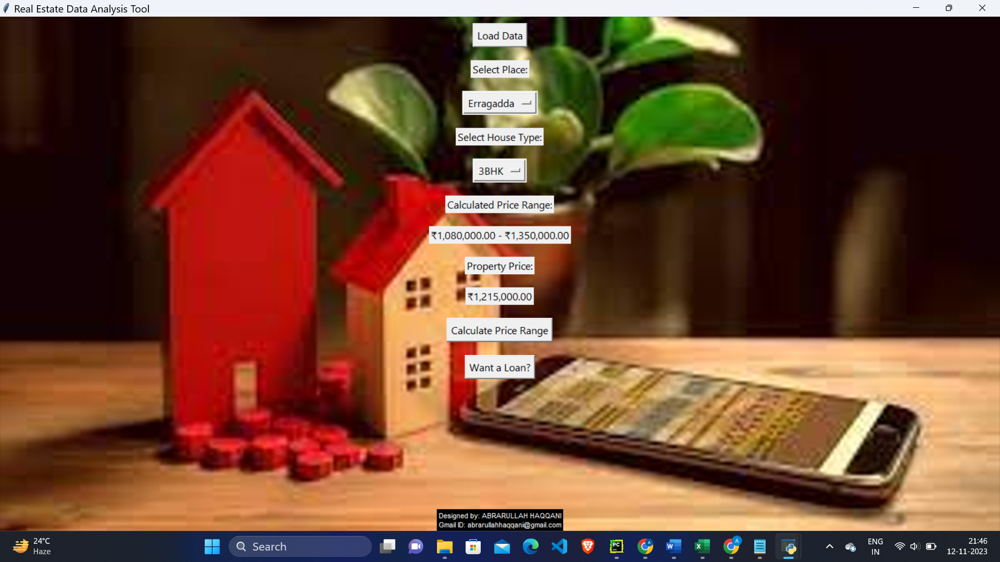 Real Estate Data Analysis Tool
Load Data
Select Place:
Erragadda
Select House Type:
3BHK
Calculated Price Range:
₹1,080,000.00 - ₹1,350,000.00
Property Price:
₹1,215,000.00
Calculate Price Range
Want a Loan?
Designed by: ABRARULLAH HAQQANI
Gmail ID: abrarullahhaqqani@gmail.com
24°C
Haze
Search
PC
A
W
X
A
ENG
IN
21:46
12-11-2023